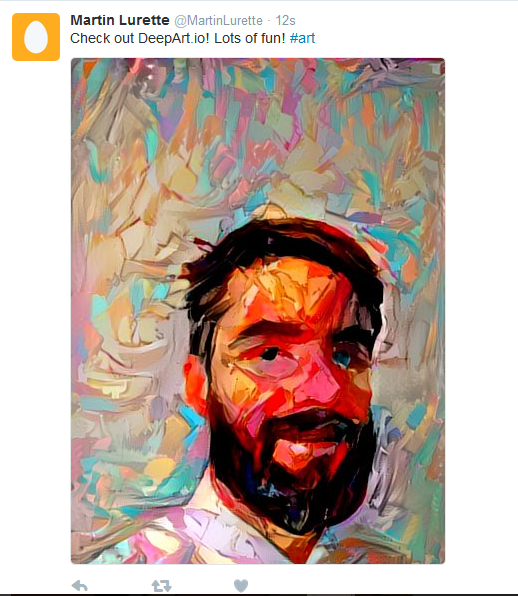 Martin Lurette @MartinLurette · 12s
Check out DeepArt.io! Lots of fun! #art